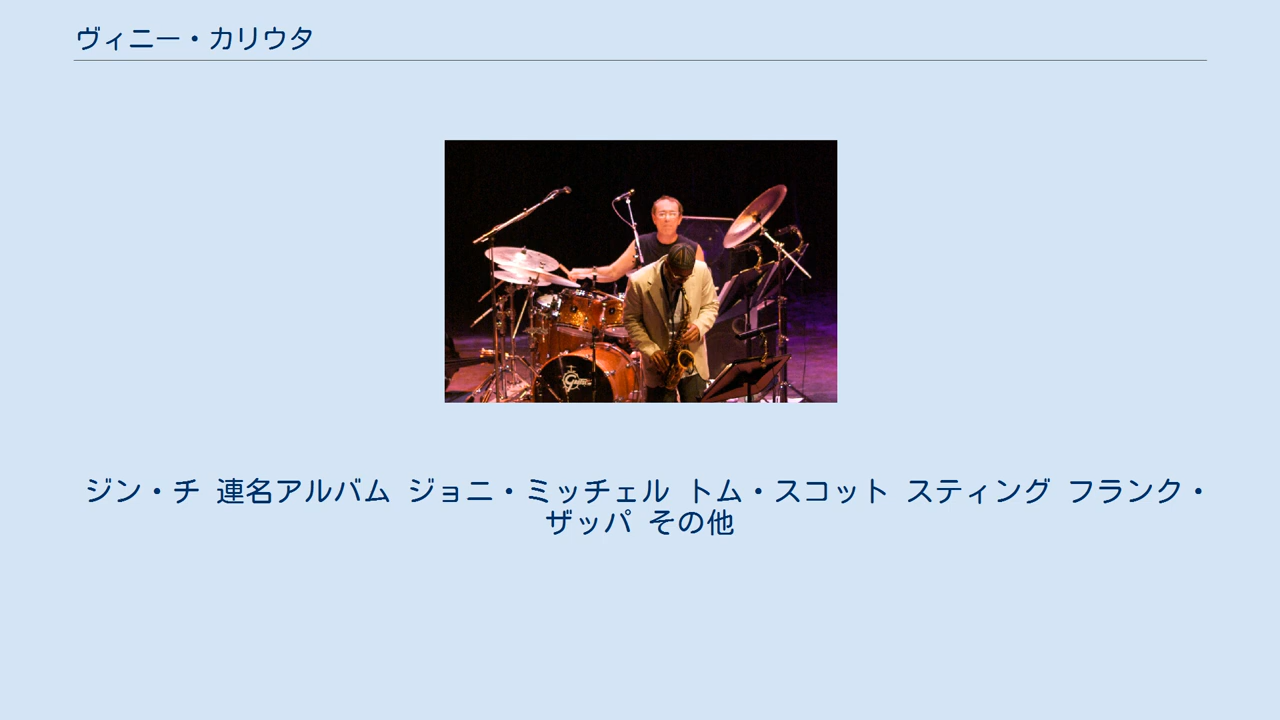 ヴィニー・カリウタ
ジン・チ 連名アルバム ジョニ・ミッチェル トム・スコット スティング フランク・
ザッパ その他